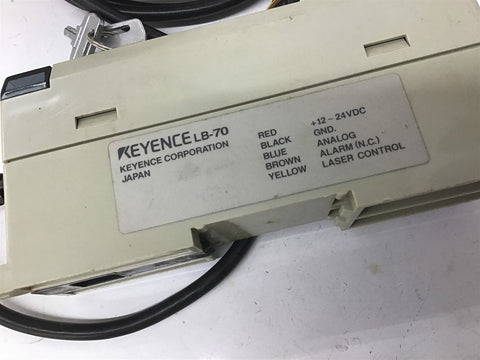 KEYENCE LB-70
KEYENCE CORPORATION
JAPAN
RED +12~24VDC
BLACK GND.
BLUE ANALOG
BROWN ALARM (N.C.)
YELLOW LASER CONTROL